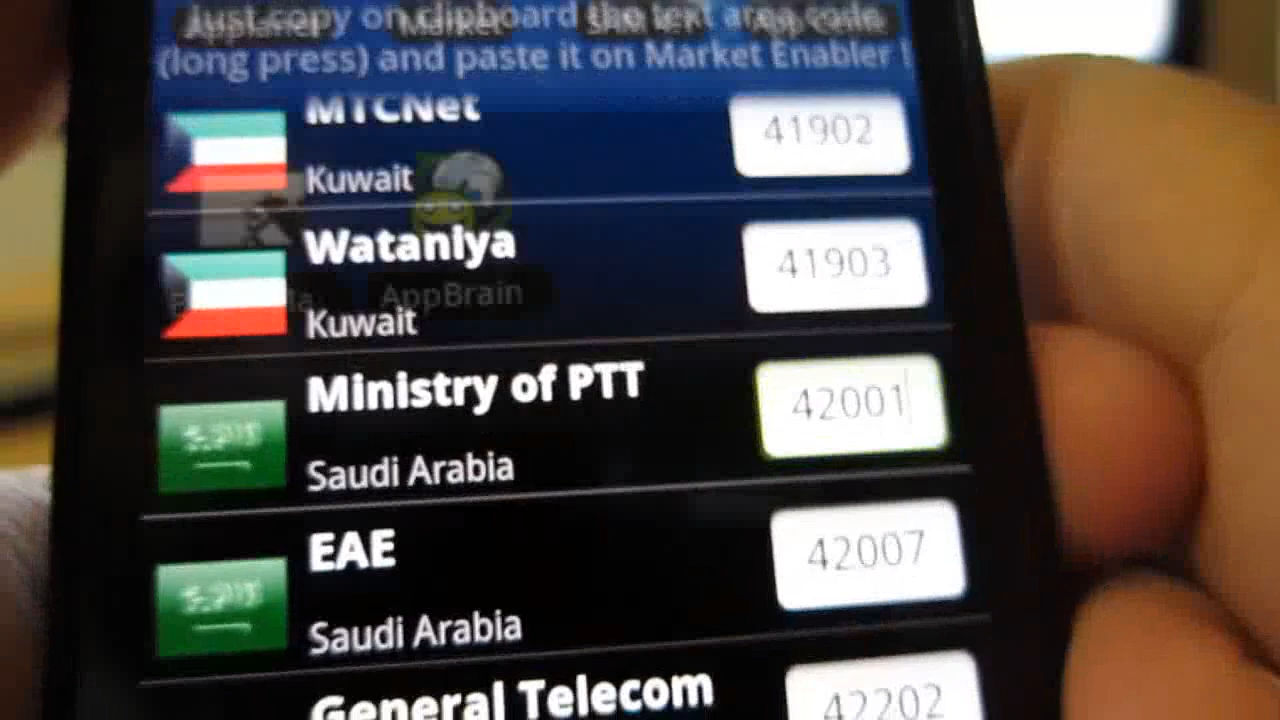 Just copy on clipboard the text area code
(long press) and paste it on Market Enabler !
MTCNet
41902
Kuwait
Wataniya
41903
AppBrain
Kuwait
Ministry of PTT
42001
Saudi Arabia
EAE
42007
Saudi Arabia
General Telecom
42202